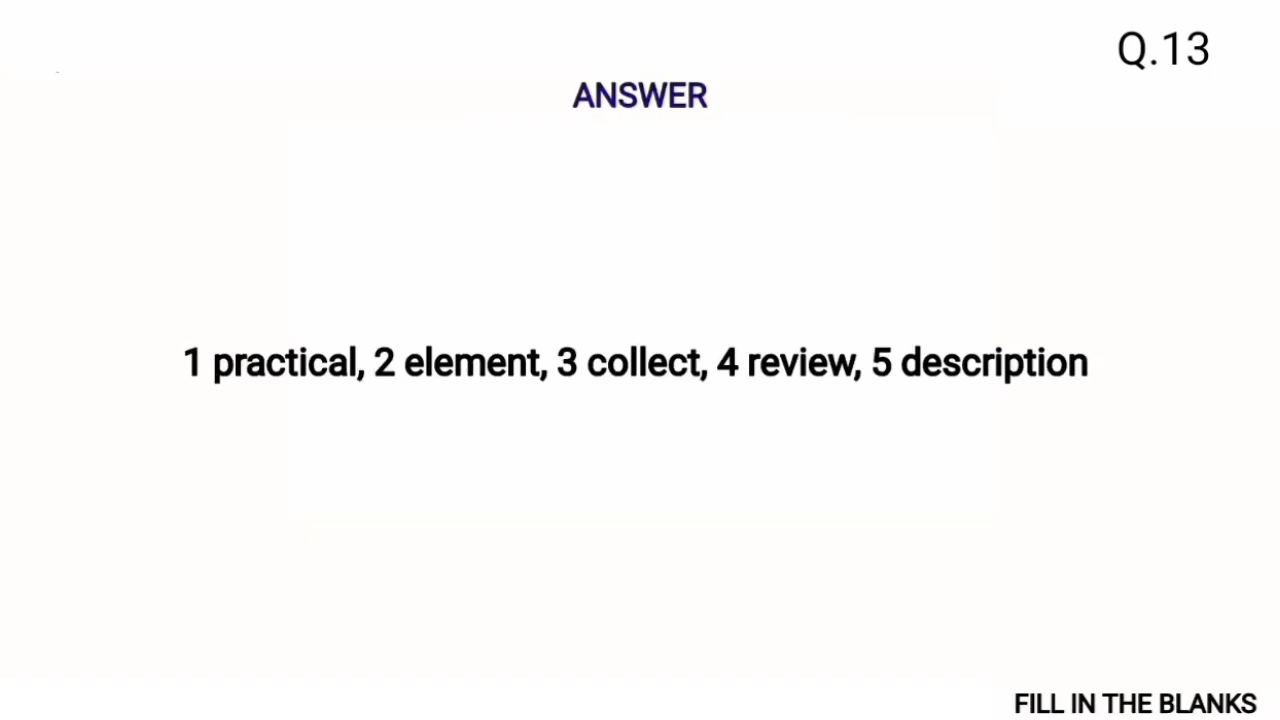 Q.13
ANSWER
1 practical, 2 element, 3 collect, 4 review, 5 description
FILL IN THE BLANKS